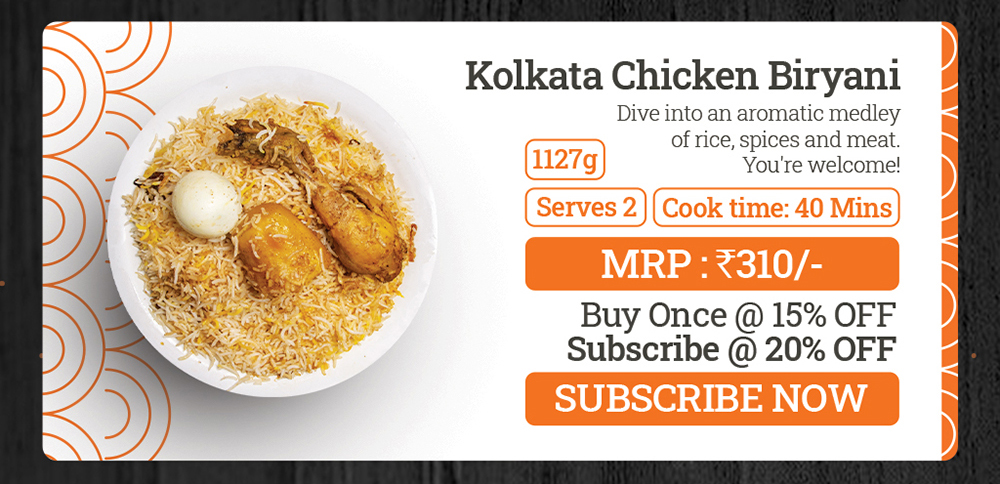 Kolkata Chicken Biryani
Dive into an aromatic medley
of rice, spices and meat.
You're welcome!
1127g
Serves 2
Cook time: 40 Mins
MRP : ₹310/-
Buy Once @ 15% OFF
Subscribe @ 20% OFF
SUBSCRIBE NOW